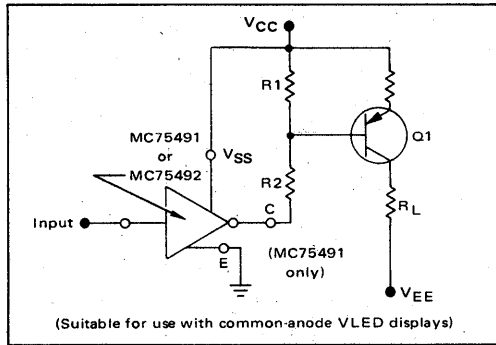 VCC
R1
MC75491
or
MC75492
VSS
Q1
R2
Input
C
RL
E
(MC75491
only)
VEE
(Suitable for use with common-anode VLED displays)